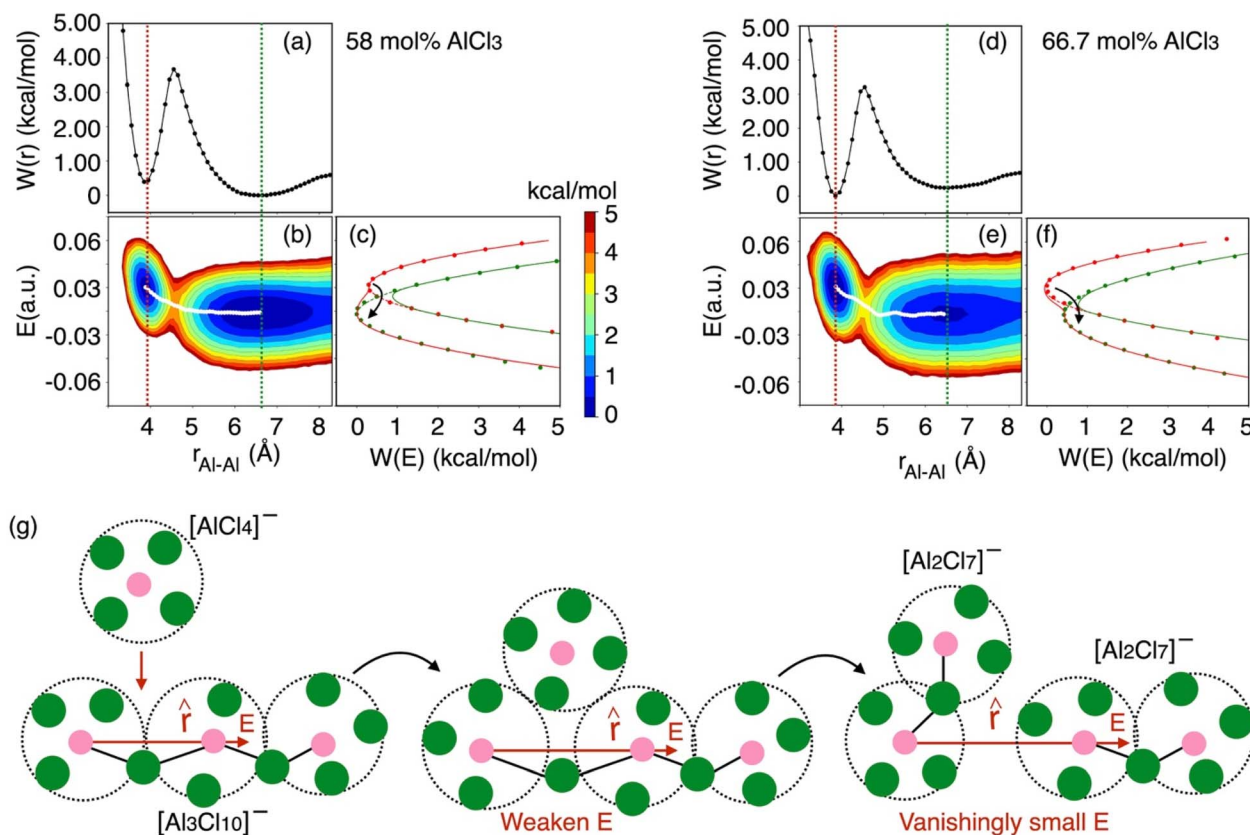 (a)
58 mol% AlCl3
5.00
4.00
3.00
2.00
1.00
0
W(r) (kcal/mol)
(b)
0.06
0.03
-0.03
-0.06
E(a.u.)
4 5 6 7 8
rAl-Al (Å)
(c)
0 1 2 3 4 5
W(E) (kcal/mol)
kcal/mol
5
4
3
2
1
0
(d)
66.7 mol% AlCl3
5.00
4.00
3.00
2.00
1.00
0
W(r) (kcal/mol)
(e)
0.06
0.03
-0.03
-0.06
E(a.u.)
4 5 6 7 8
rAl-Al (Å)
(f)
0 1 2 3 4 5
W(E) (kcal/mol)
(g)
[AlCl4]−
r̂ E
[Al3Cl10]−
r̂ E
Weaken E
[Al2Cl7]−
[Al2Cl7]−
r̂ E
Vanishingly small E